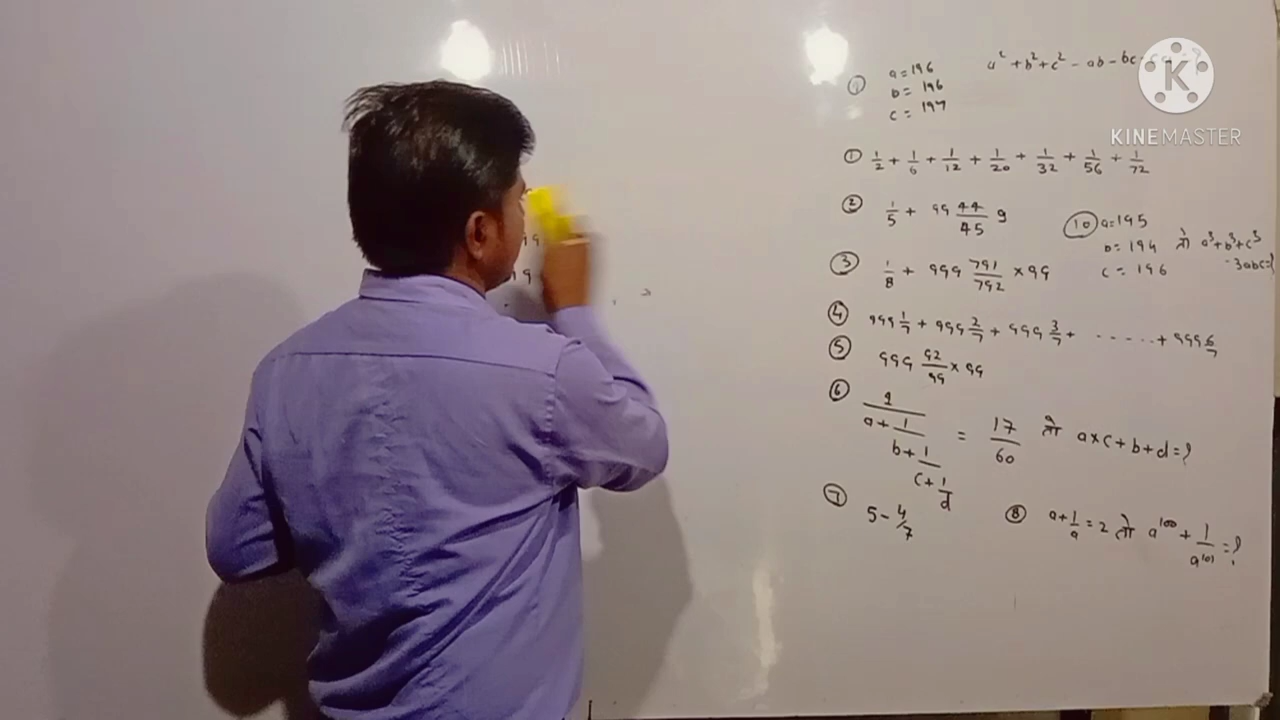 a = 196
b = 196
c = 197
a² + b² + c² - ab - bc
KINEMASTER
① 1/2 + 1/6 + 1/12 + 1/20 + 1/32 + 1/56 + 1/72
② 1/5 + 99 44/45
③ 1/8 + 999 791/792 × 99
⑩ a = 195
b = 194 तो a³ + b³ + c³
c = 196 - 3abc = ?
④ 999 1/7 + 999 2/7 + 999 3/7 + ..... + 999 6/7
⑤ 999 92/99 × 99
⑥ 1/(a + 1/(b + 1/(c + 1/d))) = 17/60 तो a × c + b + d = ?
⑦ 5 - 4/7
⑧ a + 1/a = 2 तो a¹⁰⁰ + 1/a¹⁰¹ = ?